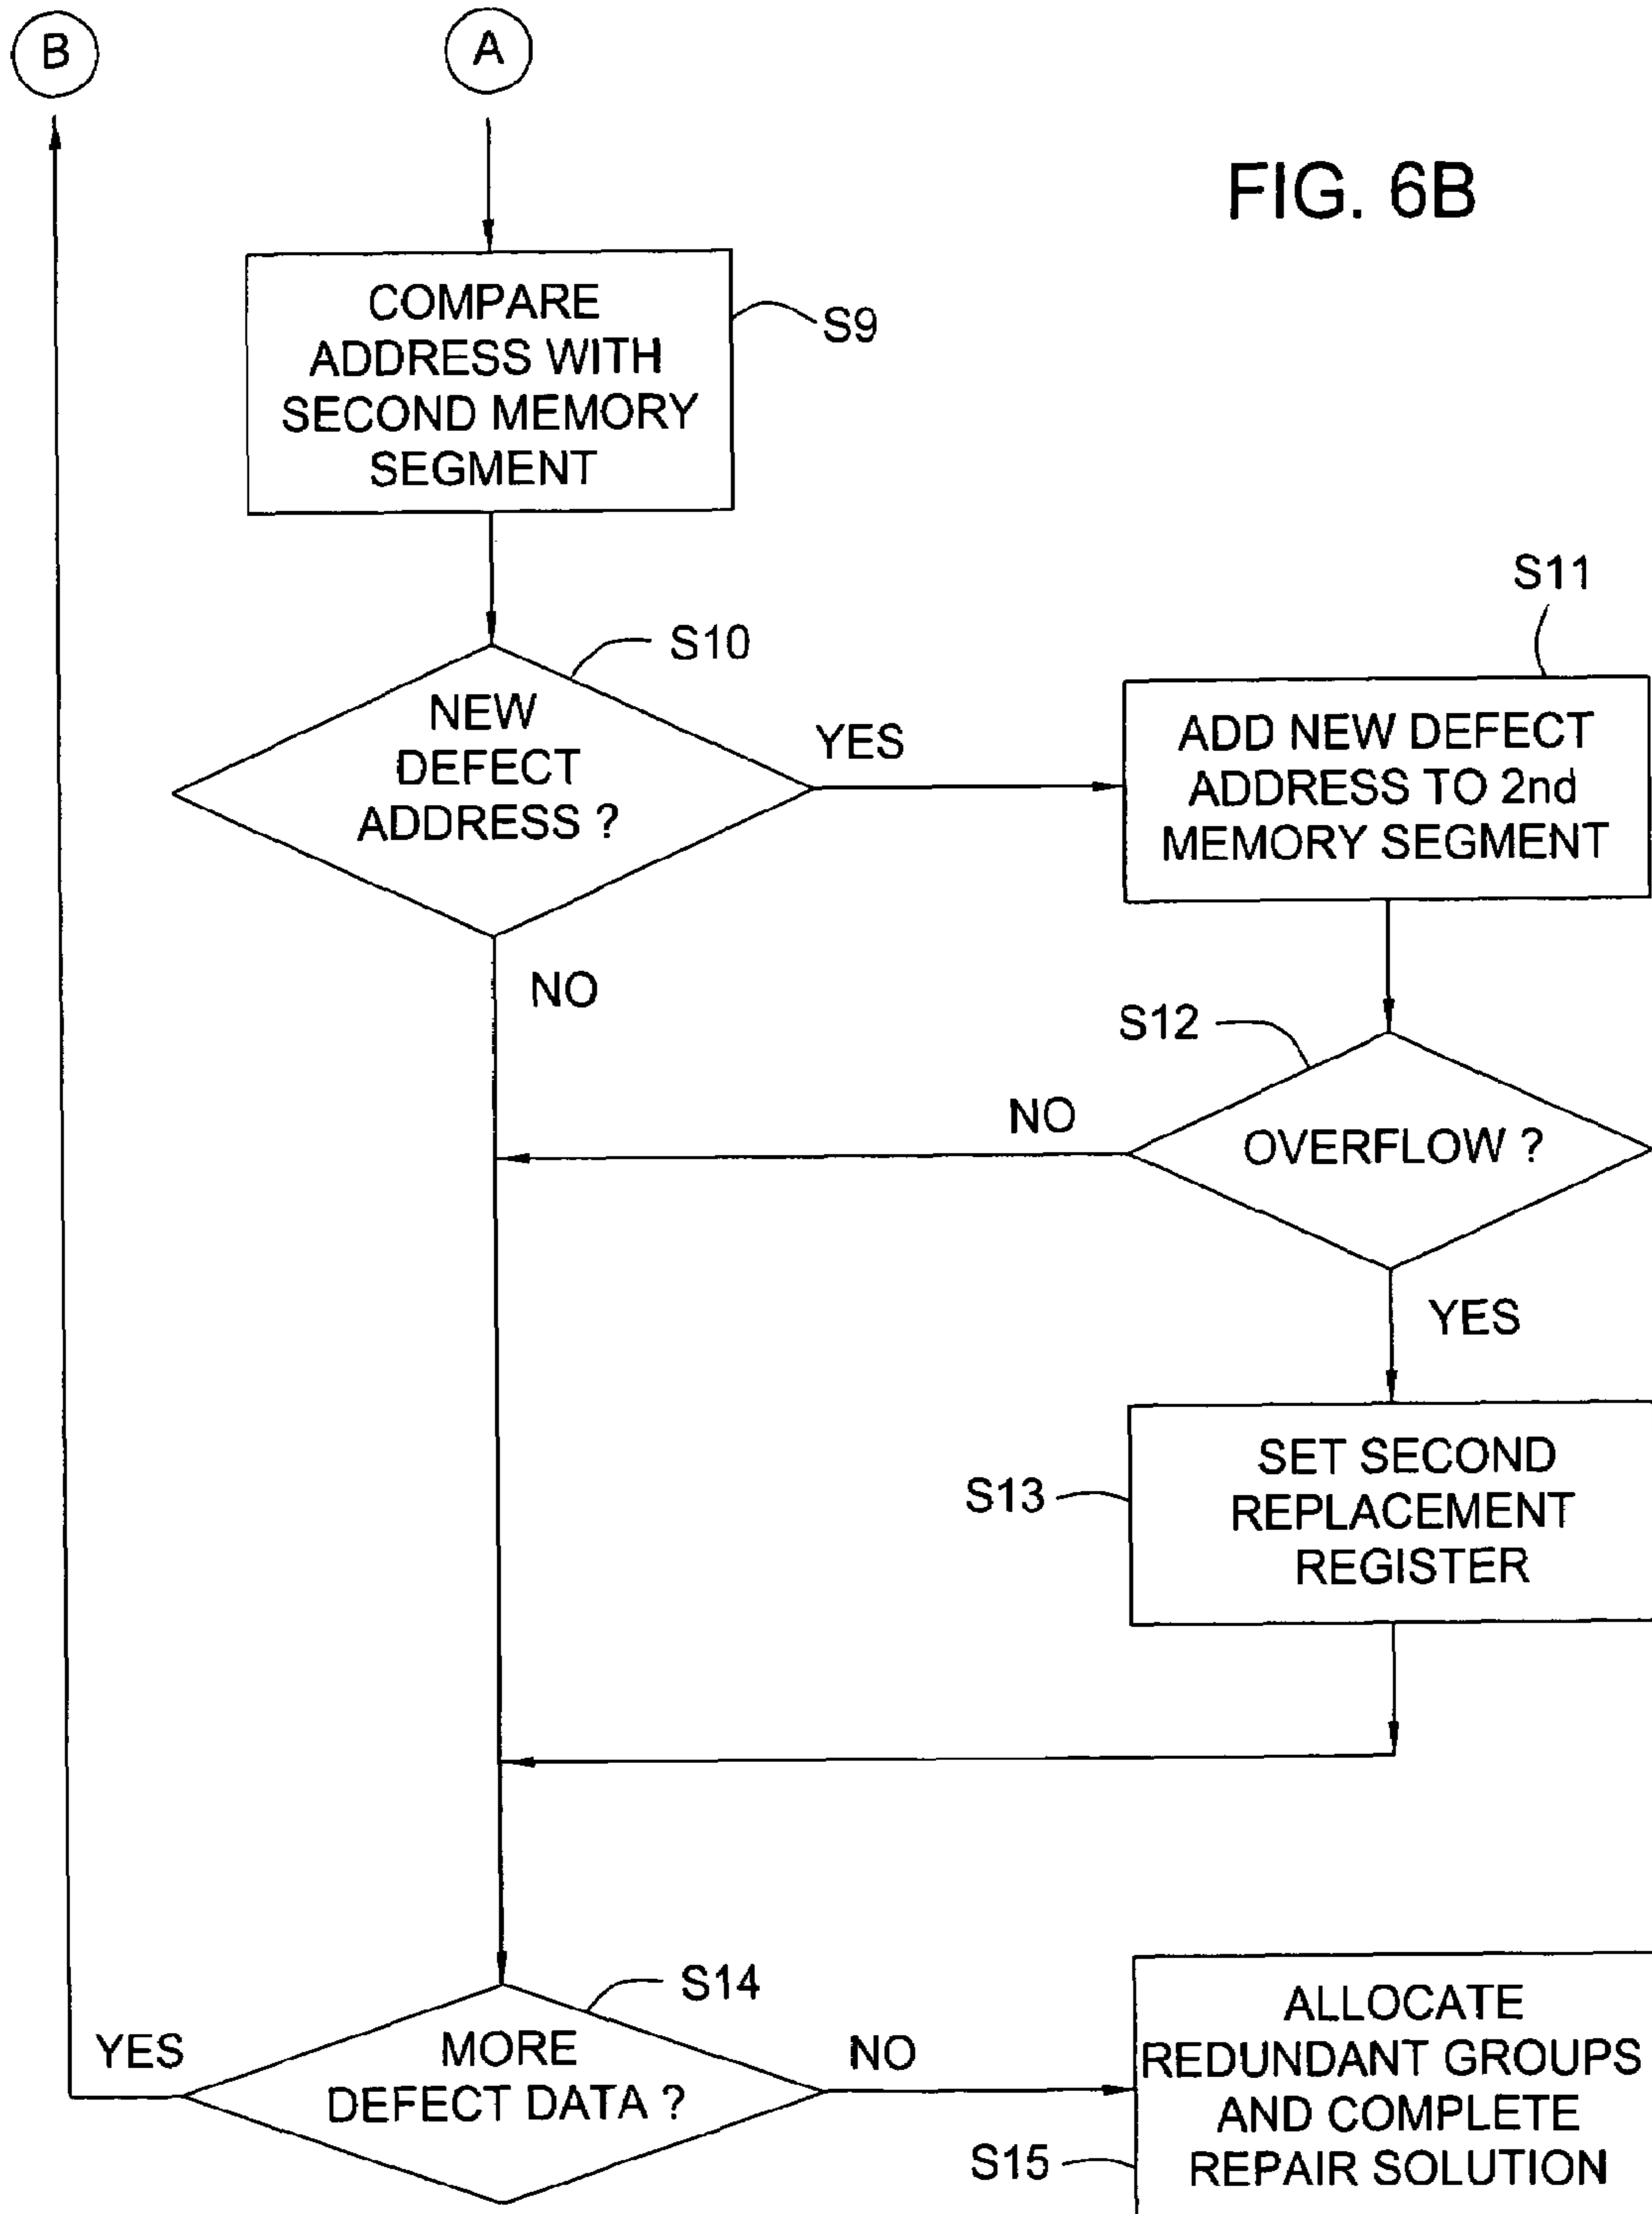 B
A
FIG. 6B
COMPARE
ADDRESS WITH
SECOND MEMORY
SEGMENT
S9
S10
NEW
DEFECT
ADDRESS ?
YES
NO
S11
ADD NEW DEFECT
ADDRESS TO 2nd
MEMORY SEGMENT
S12
OVERFLOW ?
NO
YES
S13
SET SECOND
REPLACEMENT
REGISTER
S14
MORE
DEFECT DATA ?
YES
NO
S15
ALLOCATE
REDUNDANT GROUPS
AND COMPLETE
REPAIR SOLUTION